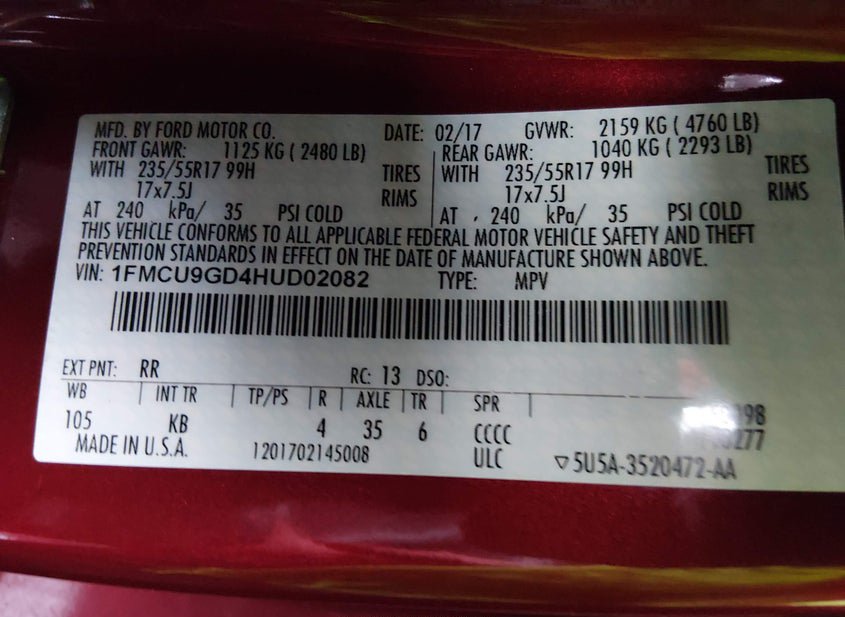 MFD. BY FORD MOTOR CO. DATE: 02/17 GVWR: 2159 KG ( 4760 LB)
FRONT GAWR: 1125 KG ( 2480 LB) REAR GAWR: 1040 KG ( 2293 LB)
WITH 235/55R17 99H TIRES WITH 235/55R17 99H TIRES
17x7.5J RIMS 17x7.5J RIMS
AT 240 kPa/ 35 PSI COLD AT 240 kPa/ 35 PSI COLD
THIS VEHICLE CONFORMS TO ALL APPLICABLE FEDERAL MOTOR VEHICLE SAFETY AND THEFT
PREVENTION STANDARDS IN EFFECT ON THE DATE OF MANUFACTURE SHOWN ABOVE.
VIN: 1FMCU9GD4HUD02082 TYPE: MPV
EXT PNT: RR RC: 13 DSO:
WB INT TR TP/PS R AXLE TR SPR
105 KB 4 35 6 CCCC
MADE IN U.S.A. 1201702145008 ULC ▽5U5A-3520472-AA